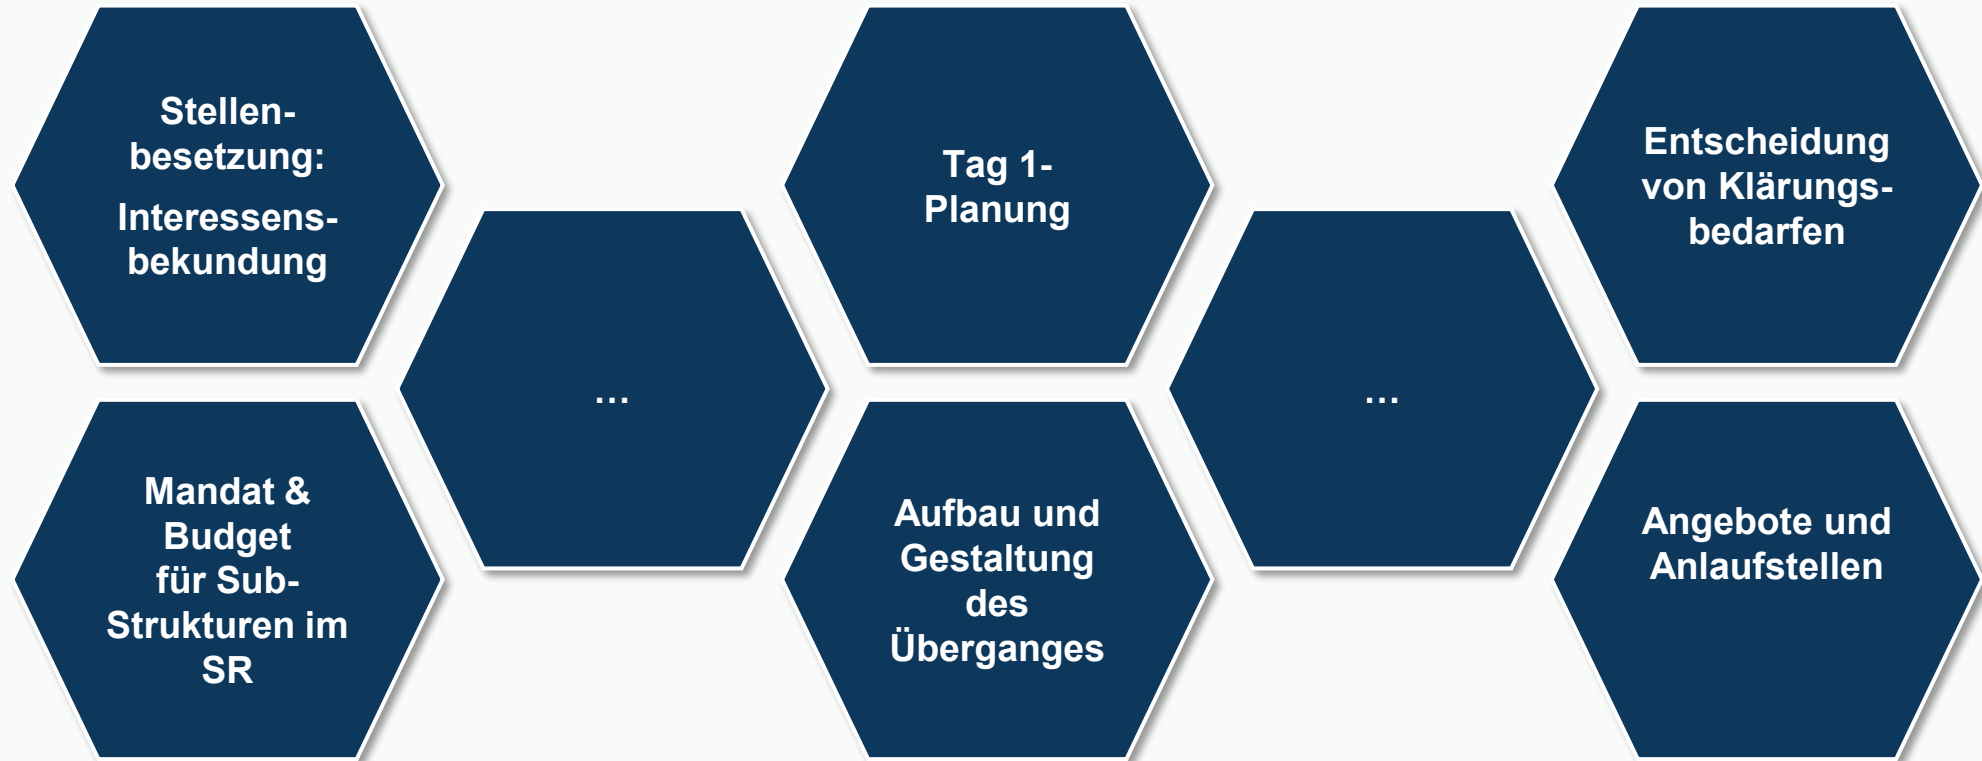 Stellen-
besetzung:
Interessens-
bekundung
Mandat &
Budget
für Sub-
Strukturen im
SR
…
Tag 1-
Planung
Aufbau und
Gestaltung
des
Überganges
…
Entscheidung
von Klärungs-
bedarfen
Angebote und
Anlaufstellen